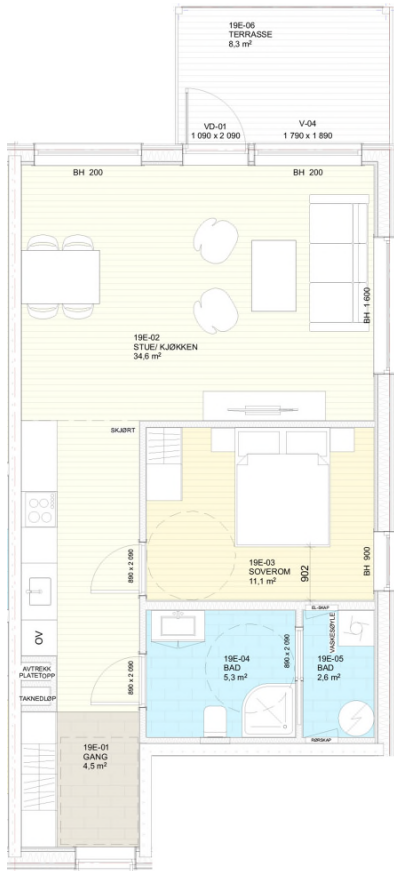 19E-06
TERRASSE
8,3 m²
VD-01
1 090 x 2 090
V-04
1 790 x 1 890
BH 200
BH 200
BH 1 600
19E-02
STUE/ KJØKKEN
34,6 m²
SKJØRT
19E-03
SOVEROM
11,1 m²
902
BH 900
890 x 2 090
EL-SKAP
VASKESØYLE
OV
19E-04
BAD
5,3 m²
890 x 2 090
19E-05
BAD
2,6 m²
AVTREKK
PLATETOPP
TAKNEDLØP
890 x 2 090
RØRSKAP
19E-01
GANG
4,5 m²